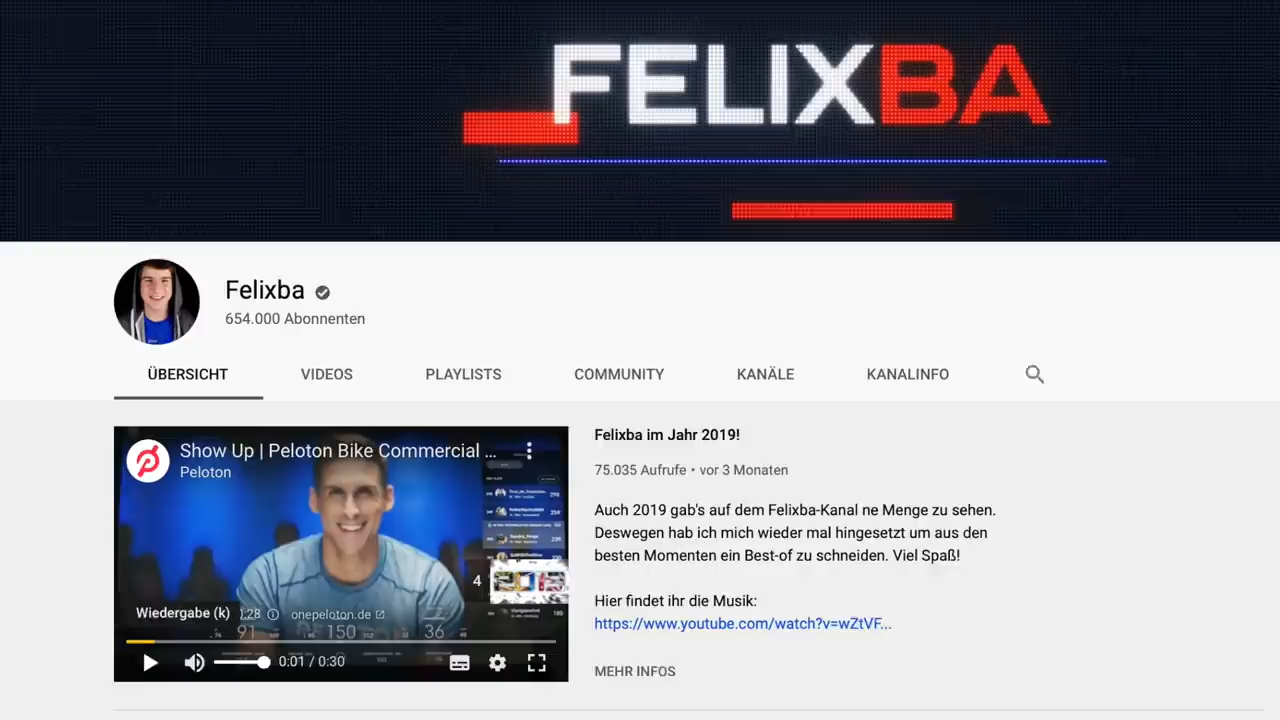 FELIXBA
Felixba
654.000 Abonnenten
ÜBERSICHT VIDEOS PLAYLISTS COMMUNITY KANÄLE KANALINFO
Show Up | Peloton Bike Commercial ...
Peloton
4
Wiedergabe (k) 1:28 onepeloton.de
91 150 36
0:01 / 0:30
Felixba im Jahr 2019!
75.035 Aufrufe • vor 3 Monaten
Auch 2019 gab's auf dem Felixba-Kanal ne Menge zu sehen.
Deswegen hab ich mich wieder mal hingesetzt um aus den
besten Momenten ein Best-of zu schneiden. Viel Spaß!
Hier findet ihr die Musik:
https://www.youtube.com/watch?v=wZtVF...
MEHR INFOS